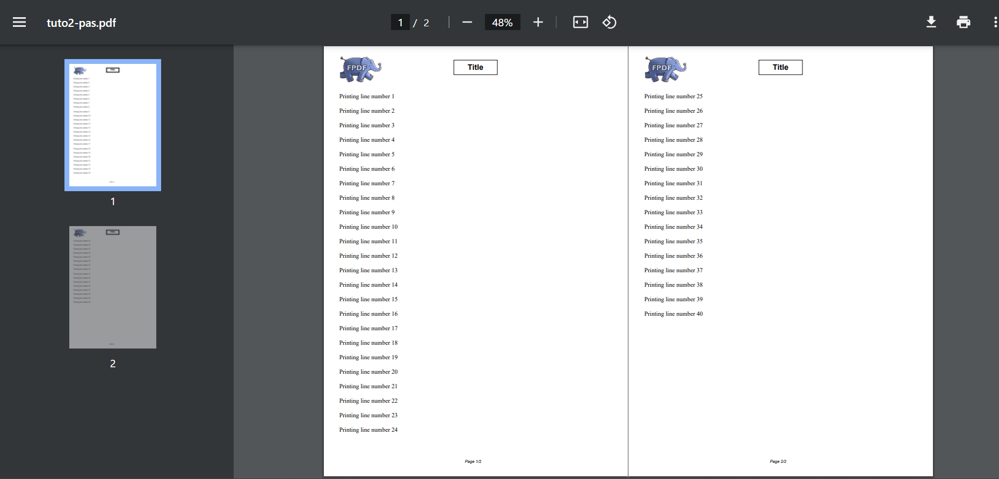 tuto2-pas.pdf
1 / 2
48%
1
2
FPDF
Title
Printing line number 1
Printing line number 2
Printing line number 3
Printing line number 4
Printing line number 5
Printing line number 6
Printing line number 7
Printing line number 8
Printing line number 9
Printing line number 10
Printing line number 11
Printing line number 12
Printing line number 13
Printing line number 14
Printing line number 15
Printing line number 16
Printing line number 17
Printing line number 18
Printing line number 19
Printing line number 20
Printing line number 21
Printing line number 22
Printing line number 23
Printing line number 24
Page 1/2
FPDF
Title
Printing line number 25
Printing line number 26
Printing line number 27
Printing line number 28
Printing line number 29
Printing line number 30
Printing line number 31
Printing line number 32
Printing line number 33
Printing line number 34
Printing line number 35
Printing line number 36
Printing line number 37
Printing line number 38
Printing line number 39
Printing line number 40
Page 2/2